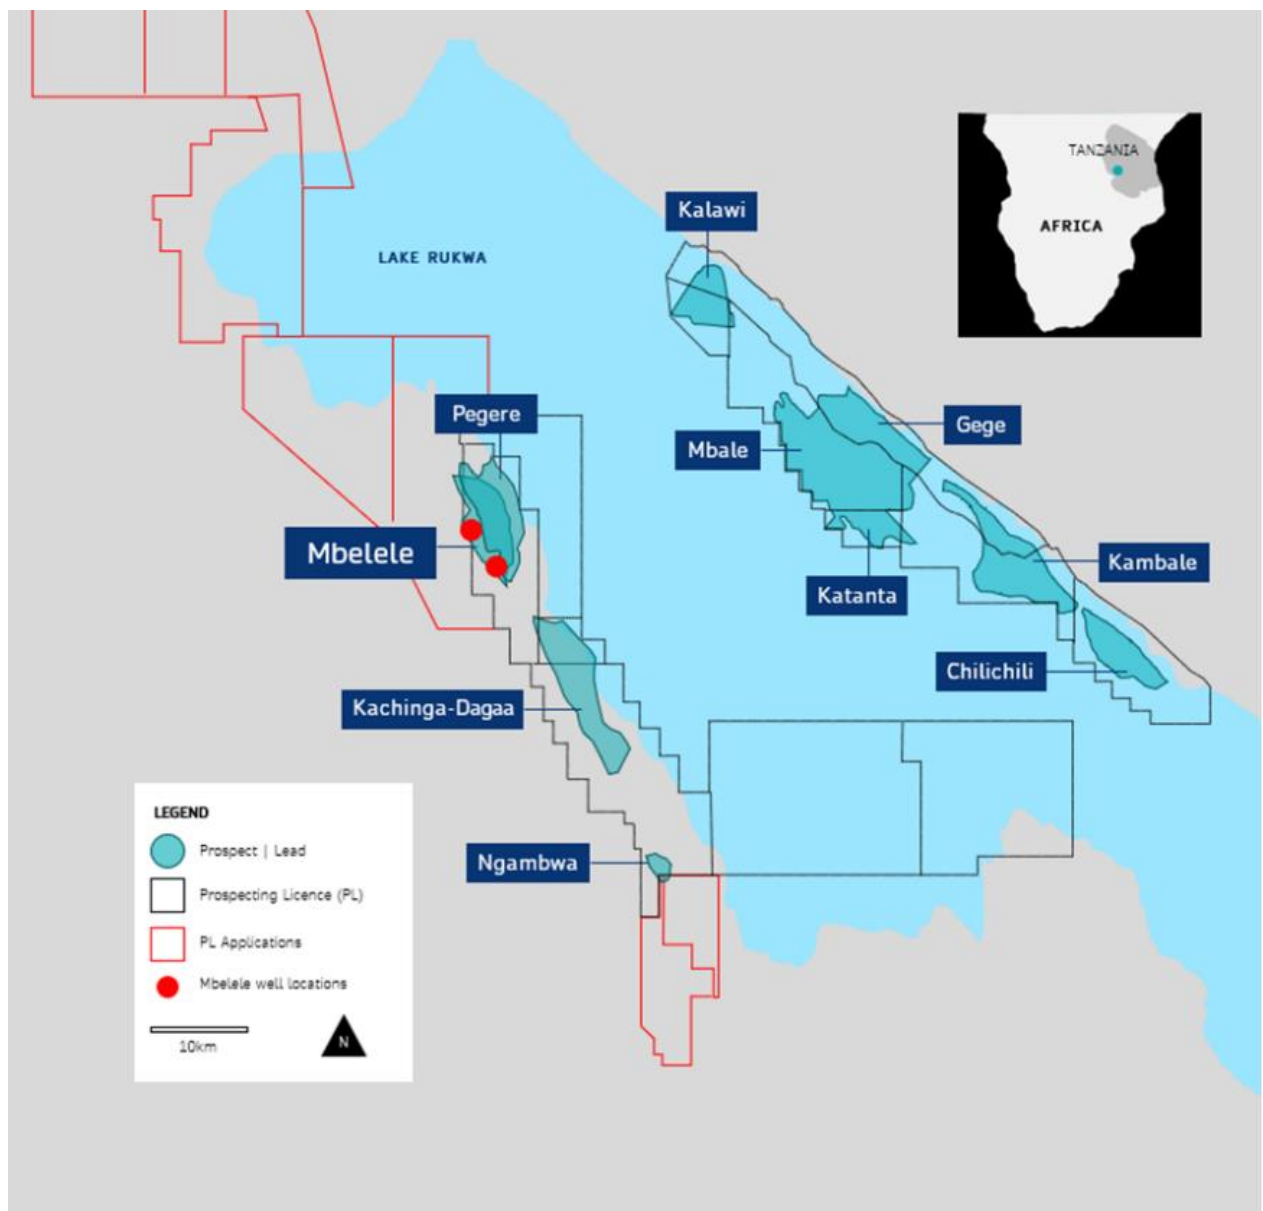 TANZANIA
AFRICA
Kalawi
LAKE RUKWA
Pegere
Gege
Mbale
Mbelele
Kambale
Katanta
Chilichili
Kachinga-Dagaa
Ngambwa
LEGEND
Prospect | Lead
Prospecting Licence (PL)
PL Applications
Mbelele well locations
10km
N